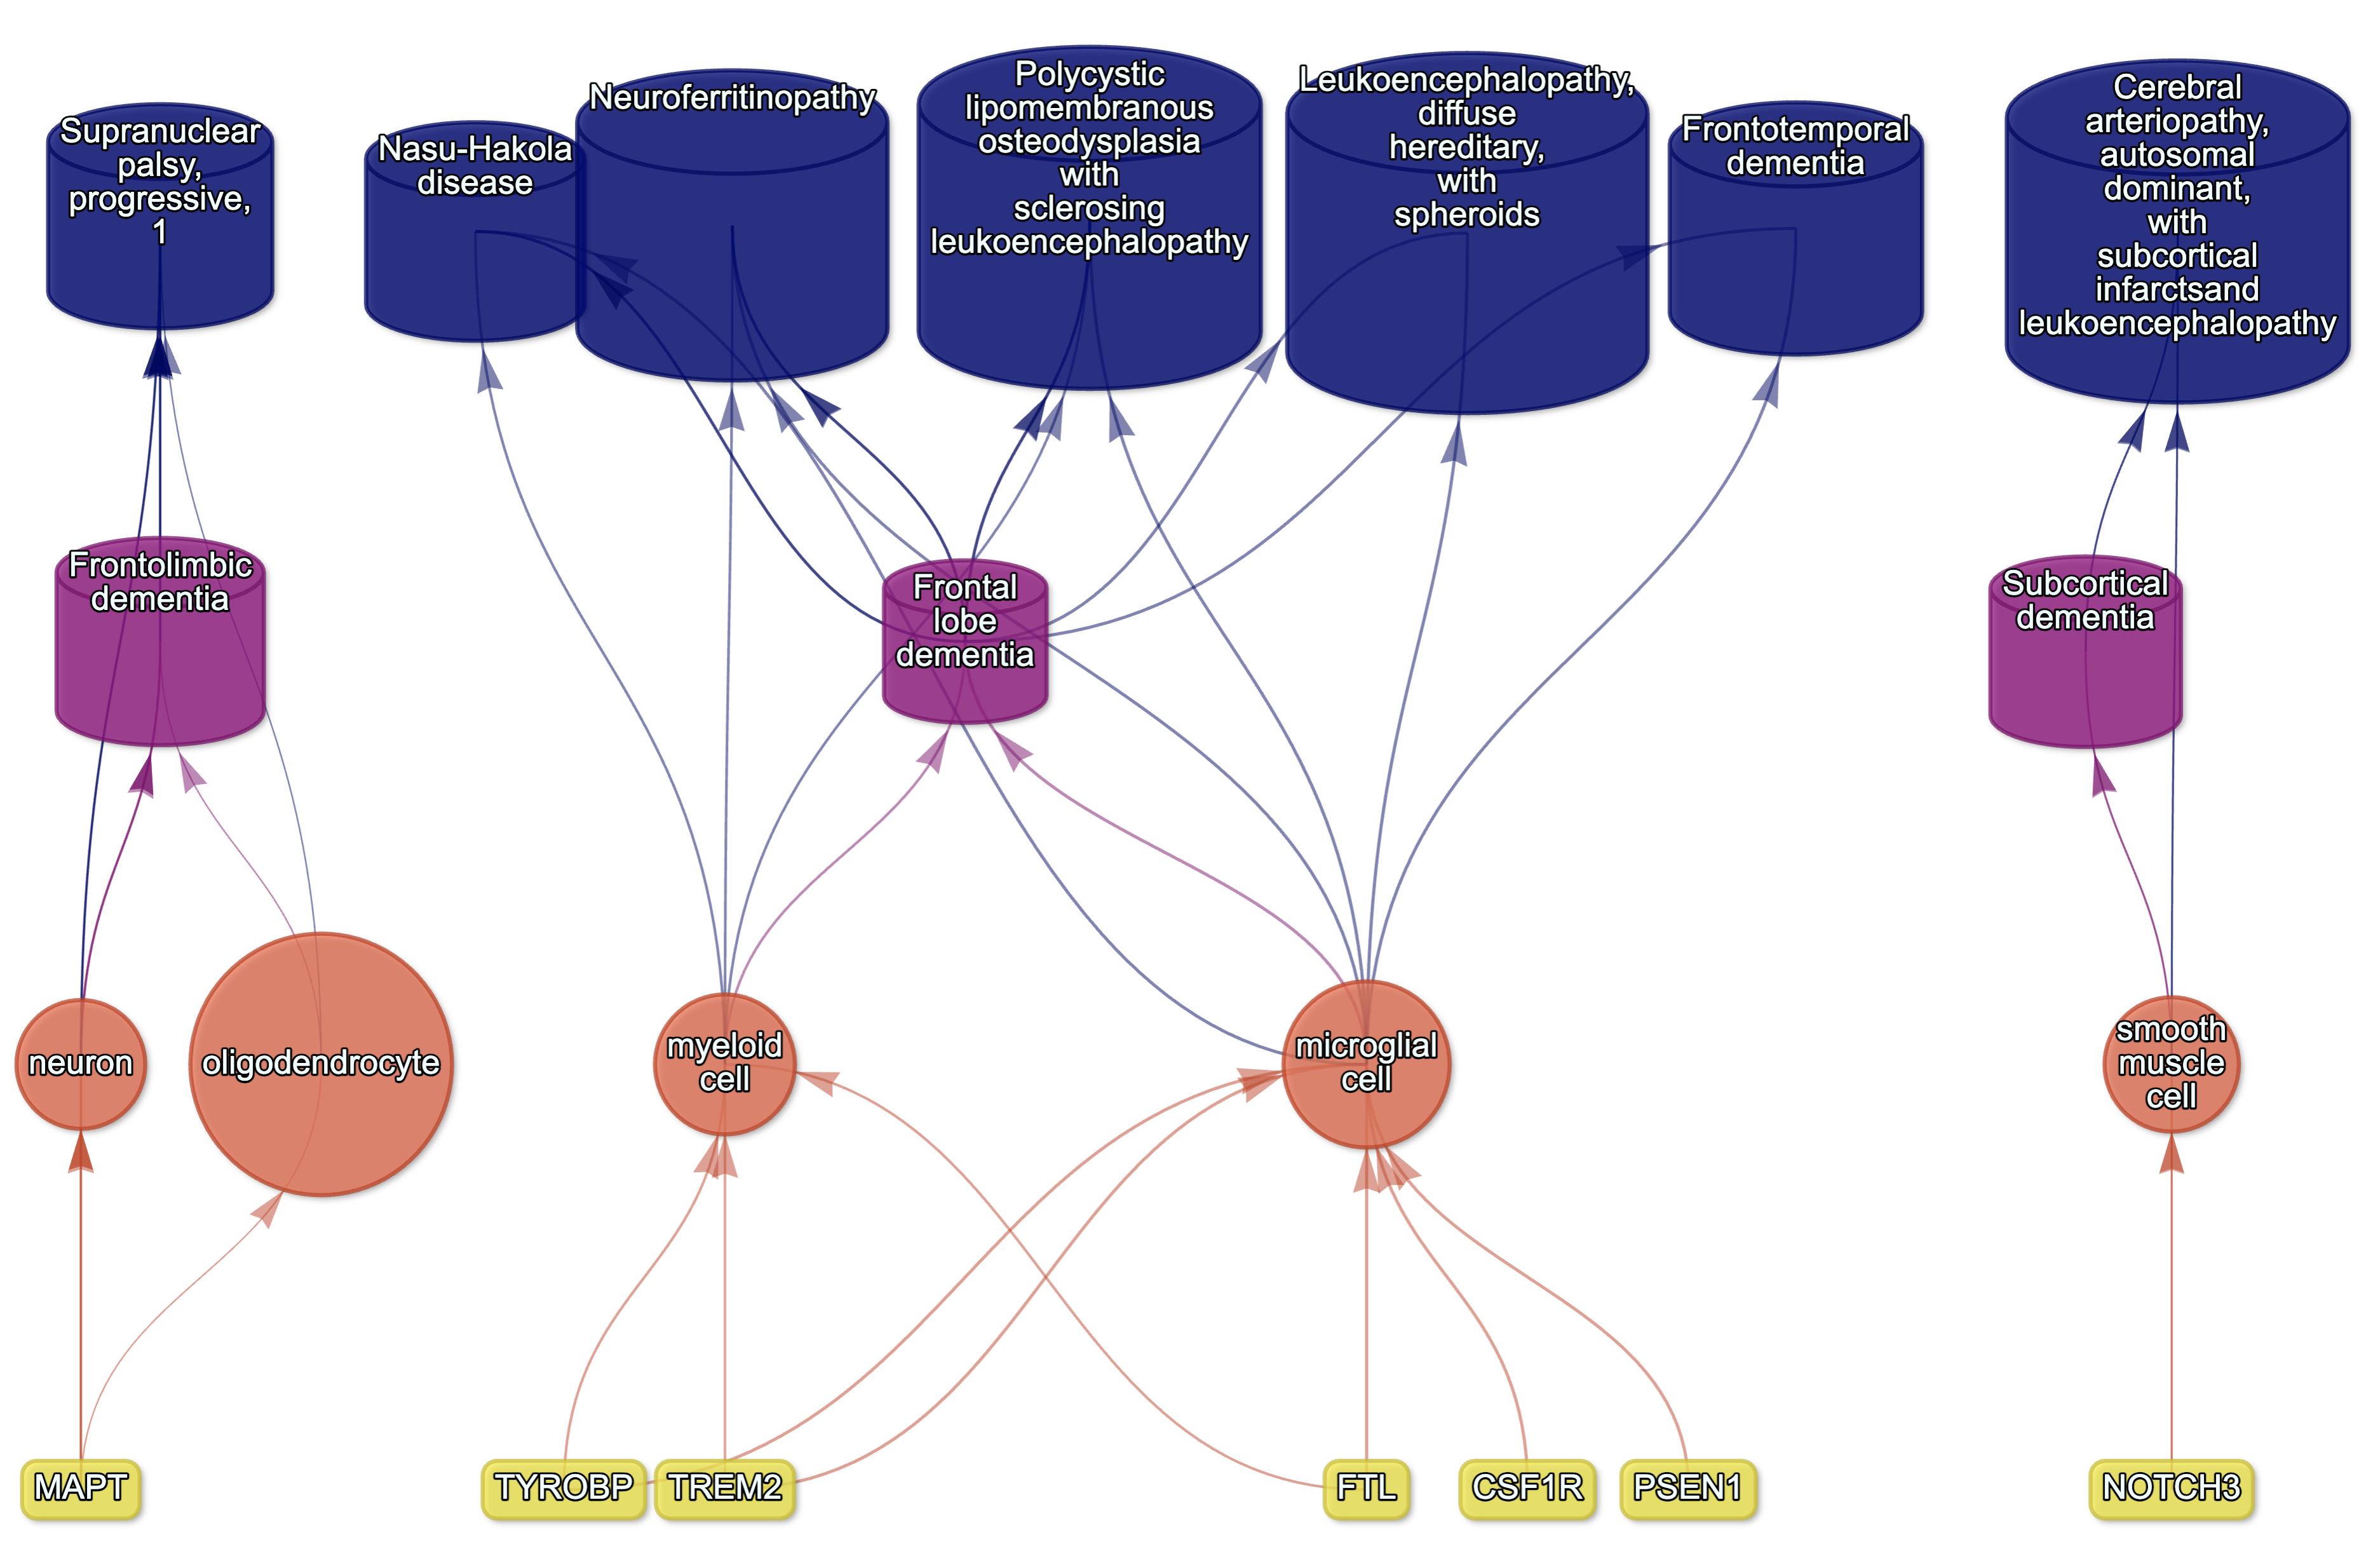 Supranuclear
palsy,
progressive,
1
Nasu-Hakola
disease
Neuroferritinopathy
Polycystic
lipomembranous
osteodysplasia
with
sclerosing
leukoencephalopathy
Leukoencephalopathy,
diffuse
hereditary,
with
spheroids
Frontotemporal
dementia
Cerebral
arteriopathy,
autosomal
dominant,
with
subcortical
infarctsand
leukoencephalopathy
Frontolimbic
dementia
Frontal
lobe
dementia
Subcortical
dementia
neuron
oligodendrocyte
myeloid
cell
microglial
cell
smooth
muscle
cell
MAPT
TYROBP
TREM2
FTL
CSF1R
PSEN1
NOTCH3